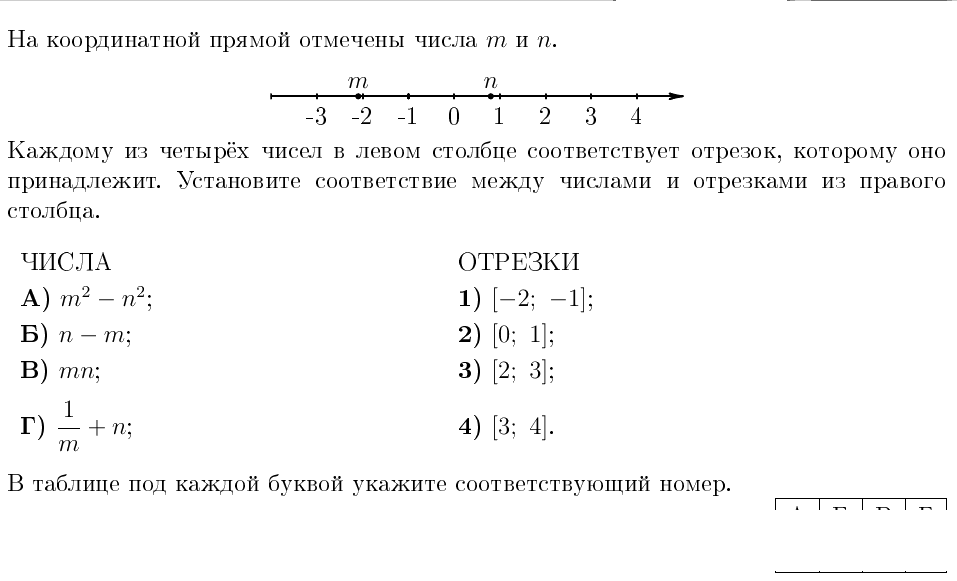 На координатной прямой отмечены числа m и n.
m n
-3 -2 -1 0 1 2 3 4
Каждому из четырёх чисел в левом столбце соответствует отрезок, которому оно
принадлежит. Установите соответствие между числами и отрезками из правого
столбца.
ЧИСЛА ОТРЕЗКИ
А) m² − n²; 1) [−2; −1];
Б) n − m; 2) [0; 1];
В) mn; 3) [2; 3];
Г) 1/m + n; 4) [3; 4].
В таблице под каждой буквой укажите соответствующий номер.